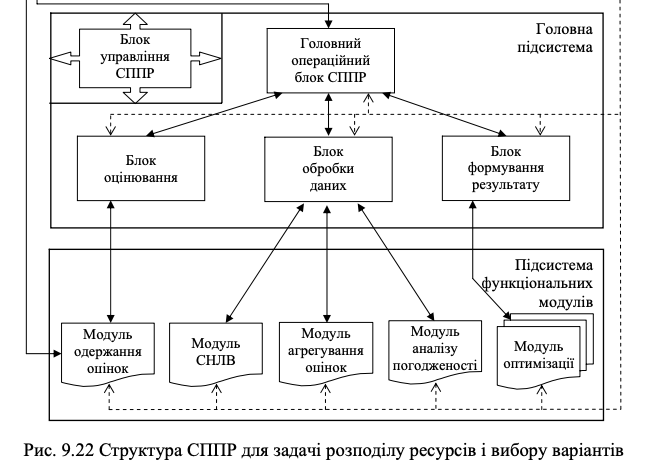 Блок
управління
СППР
Головний
операційний
блок СППР
Головна
підсистема
Блок
оцінювання
Блок
обробки
даних
Блок
формування
результату
Підсистема
функціональних
модулів
Модуль
одержання
оцінок
Модуль
СНЛВ
Модуль
агрегування
оцінок
Модуль
аналізу
погодженості
Модуль
оптимізації
Рис. 9.22 Структура СППР для задачі розподілу ресурсів і вибору варіантів